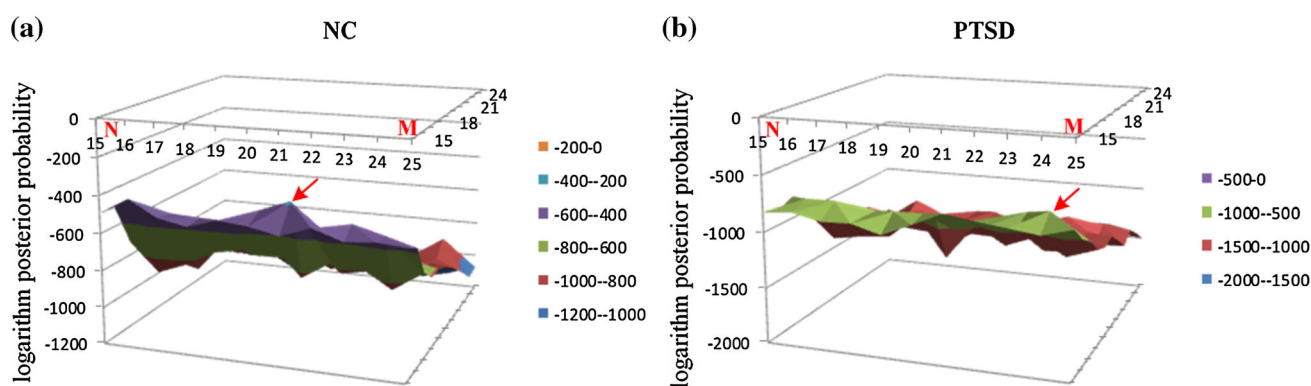 (a)
NC
logarithm posterior probability
0
-200
-400
-600
-800
-1000
-1200
N
M
15 16 17 18 19 20 21 22 23 24 25
15
18
21
24
-200-0
-400--200
-600--400
-800--600
-1000--800
-1200--1000
(b)
PTSD
logarithm posterior probability
0
-500
-1000
-1500
-2000
N
M
15 16 17 18 19 20 21 22 23 24 25
15
18
21
24
-500-0
-1000--500
-1500--1000
-2000--1500